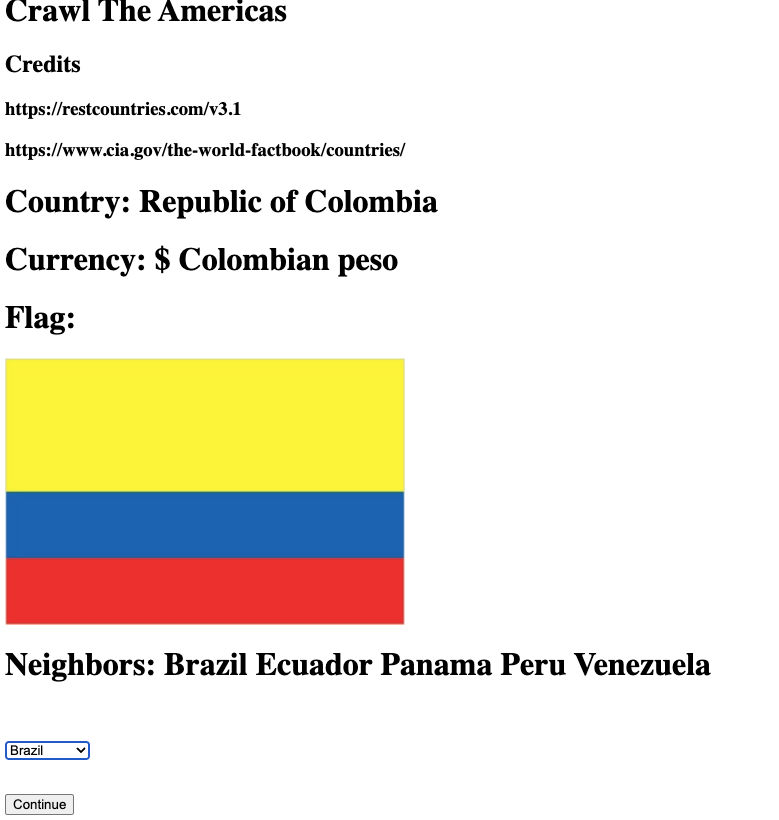 Crawl The Americas
Credits
https://restcountries.com/v3.1
https://www.cia.gov/the-world-factbook/countries/
Country: Republic of Colombia
Currency: $ Colombian peso
Flag:
Neighbors: Brazil Ecuador Panama Peru Venezuela
Brazil
Continue